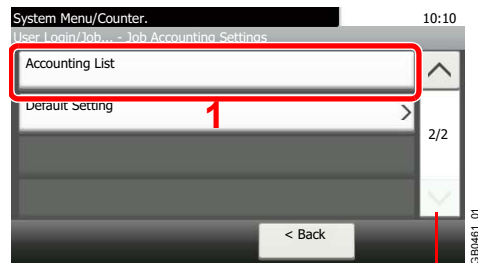 System Menu/Counter.
10:10
User Login/Job... - Job Accounting Settings
Accounting List
Default Setting
1
2/2
< Back
GB0461_01